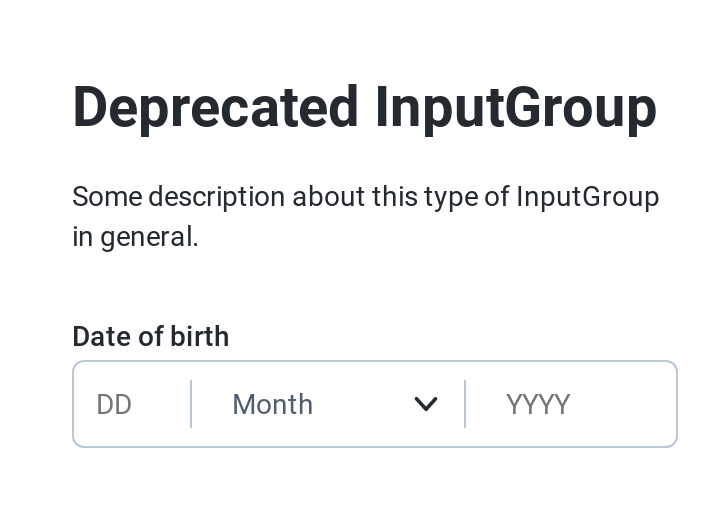 Deprecated InputGroup
Some description about this type of InputGroup
in general.
Date of birth
DD Month YYYY